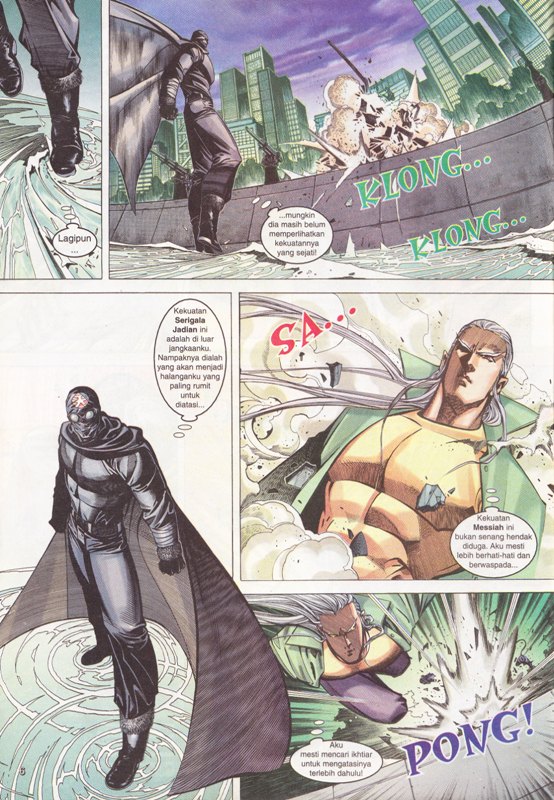 Lagipun
...
...mungkin
dia masih belum
memperlihatkan
kekuatannya
yang sejati!
KLONG...
KLONG...
Kekuatan
Serigala
Jadian ini
adalah di luar
jangkaanku.
Nampaknya dialah
yang akan menjadi
halanganku yang
paling rumit
untuk
diatasi...
SA...
Kekuatan
Messiah ini
bukan senang hendak
diduga. Aku mesti
lebih berhati-hati dan
berwaspada...
Aku
mesti mencari ikhtiar
untuk mengatasinya
terlebih dahulu!
PONG!
5